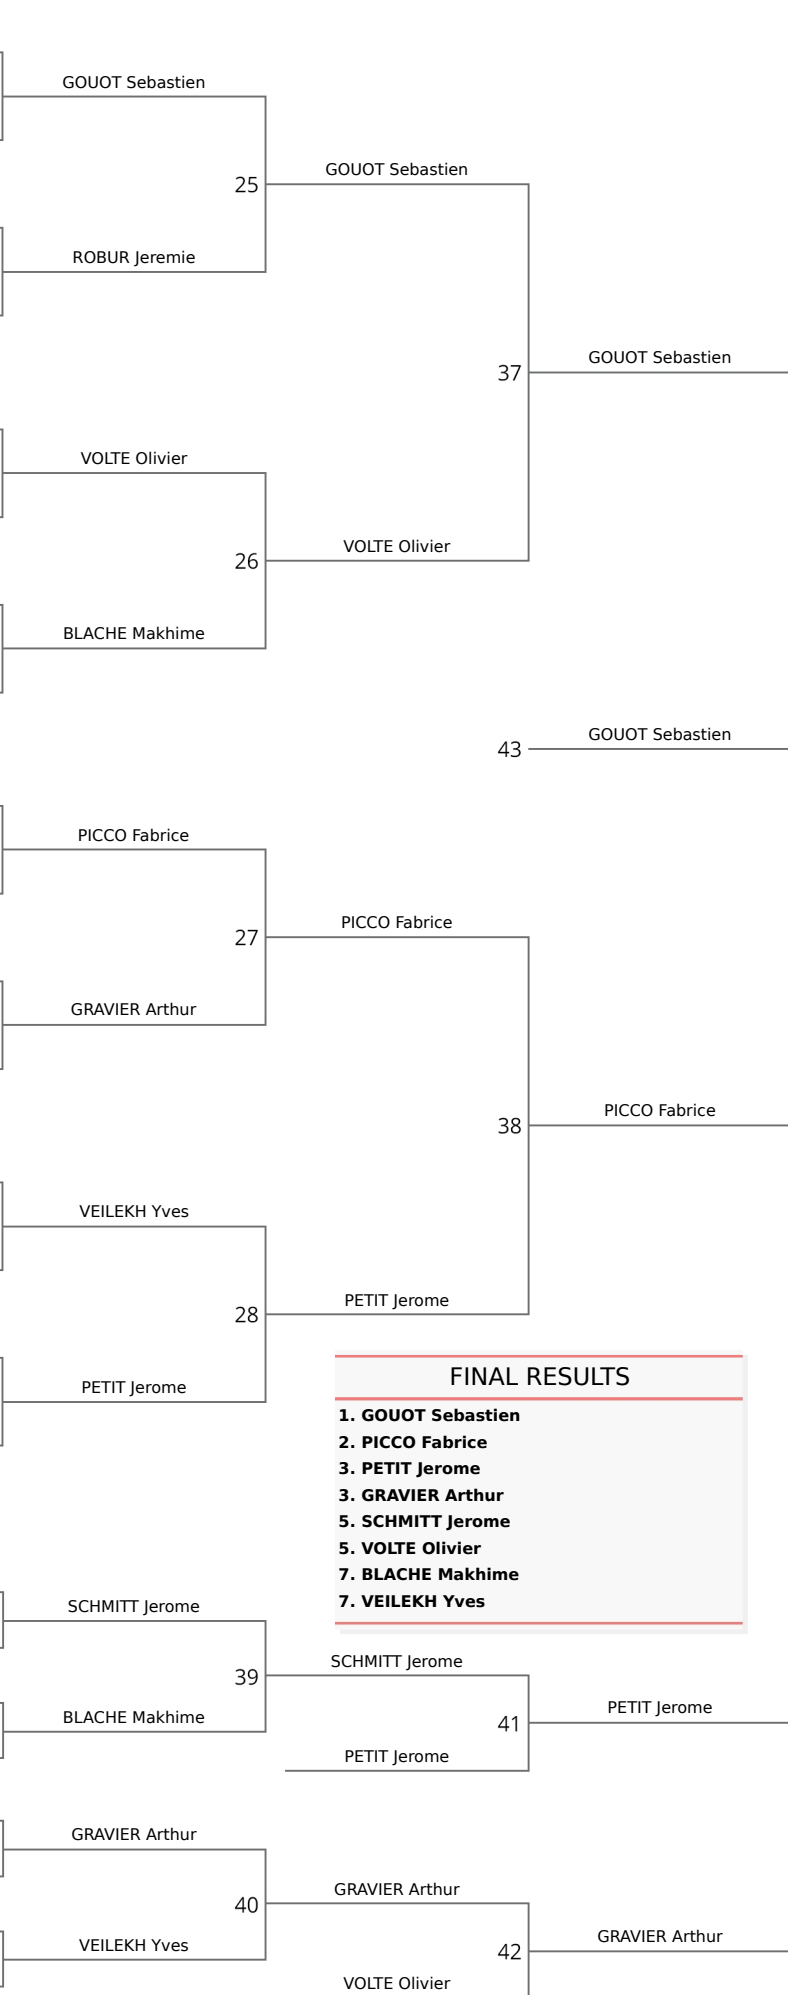 GOUOT Sebastien
25
GOUOT Sebastien
ROBUR Jeremie
37
GOUOT Sebastien
VOLTE Olivier
26
VOLTE Olivier
BLACHE Makhime
43
GOUOT Sebastien
PICCO Fabrice
27
PICCO Fabrice
GRAVIER Arthur
38
PICCO Fabrice
VEILEKH Yves
28
PETIT Jerome
PETIT Jerome
FINAL RESULTS
1. GOUOT Sebastien
2. PICCO Fabrice
3. PETIT Jerome
3. GRAVIER Arthur
5. SCHMITT Jerome
5. VOLTE Olivier
7. BLACHE Makhime
7. VEILEKH Yves
SCHMITT Jerome
39
SCHMITT Jerome
BLACHE Makhime
41
PETIT Jerome
PETIT Jerome
GRAVIER Arthur
40
GRAVIER Arthur
VEILEKH Yves
42
GRAVIER Arthur
VOLTE Olivier